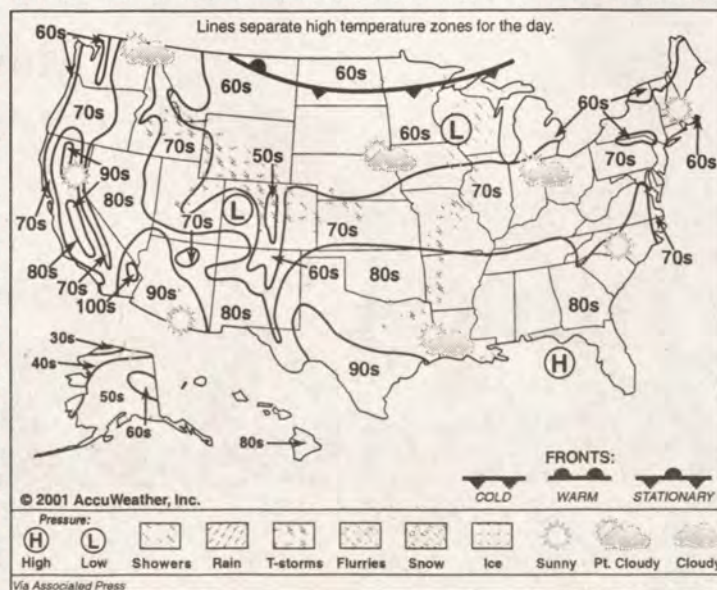 Lines separate high temperature zones for the day.
60s
60s
60s
60s
60s
70s
70s
50s
90s
80s
70s
70s
70s
70s
60s
70s
80s
70s
60s
80s
100s
90s
80s
80s
90s
30s
40s
50s
60s
80s
L
L
H
FRONTS:
COLD WARM STATIONARY
© 2001 AccuWeather, Inc.
Pressure:
H L
High Low Showers Rain T-storms Flurries Snow Ice Sunny Pt. Cloudy Cloudy
Via Associated Press